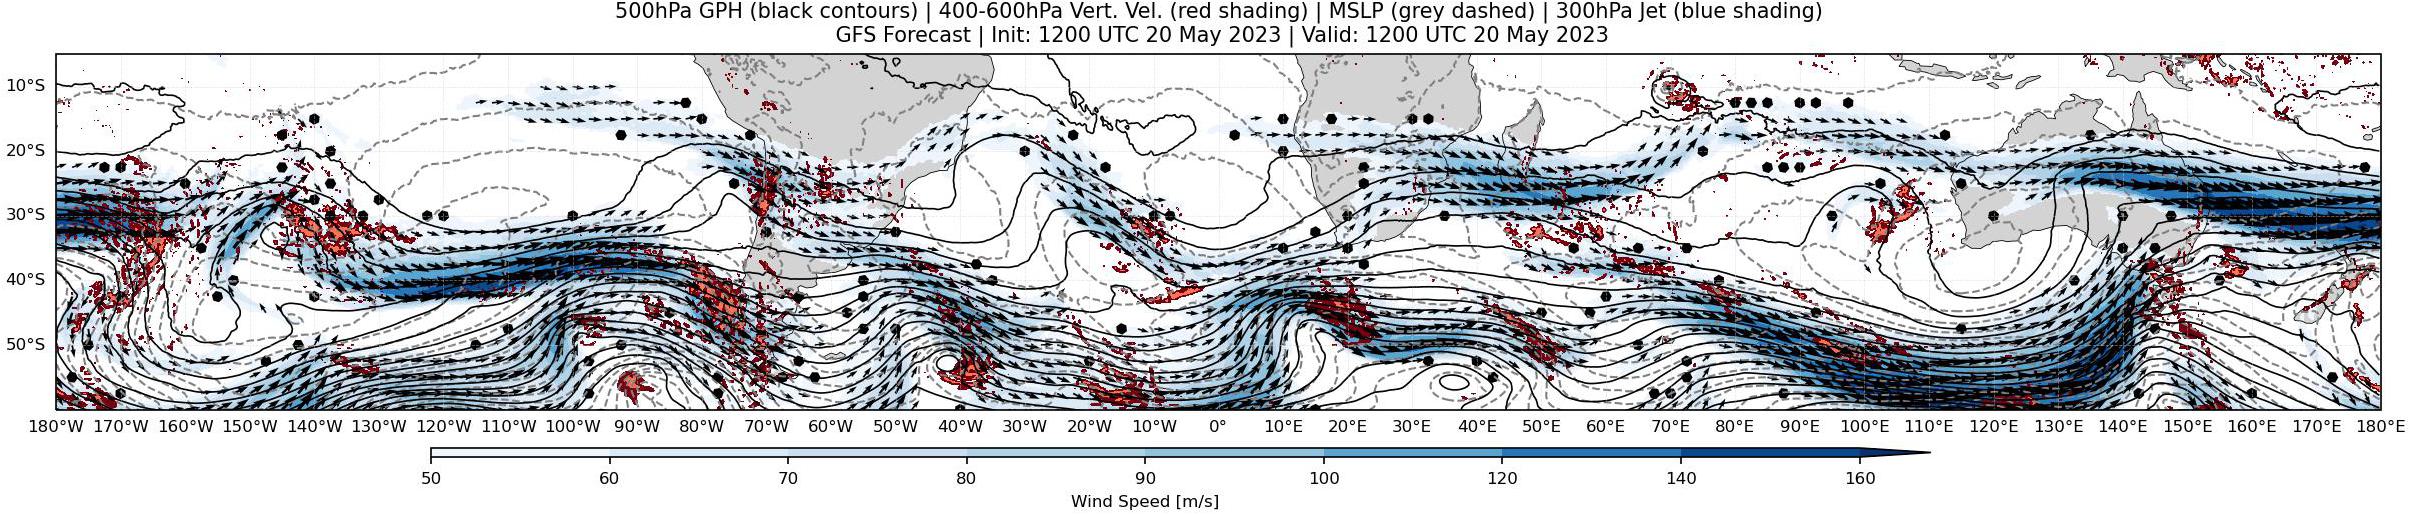 500hPa GPH (black contours) | 400-600hPa Vert. Vel. (red shading) | MSLP (grey dashed) | 300hPa Jet (blue shading)
GFS Forecast | Init: 1200 UTC 20 May 2023 | Valid: 1200 UTC 20 May 2023
10°S
20°S
30°S
40°S
50°S
180°W 170°W 160°W 150°W 140°W 130°W 120°W 110°W 100°W 90°W 80°W 70°W 60°W 50°W 40°W 30°W 20°W 10°W 0° 10°E 20°E 30°E 40°E 50°E 60°E 70°E 80°E 90°E 100°E 110°E 120°E 130°E 140°E 150°E 160°E 170°E 180°E
50 60 70 80 90 100 120 140 160
Wind Speed [m/s]